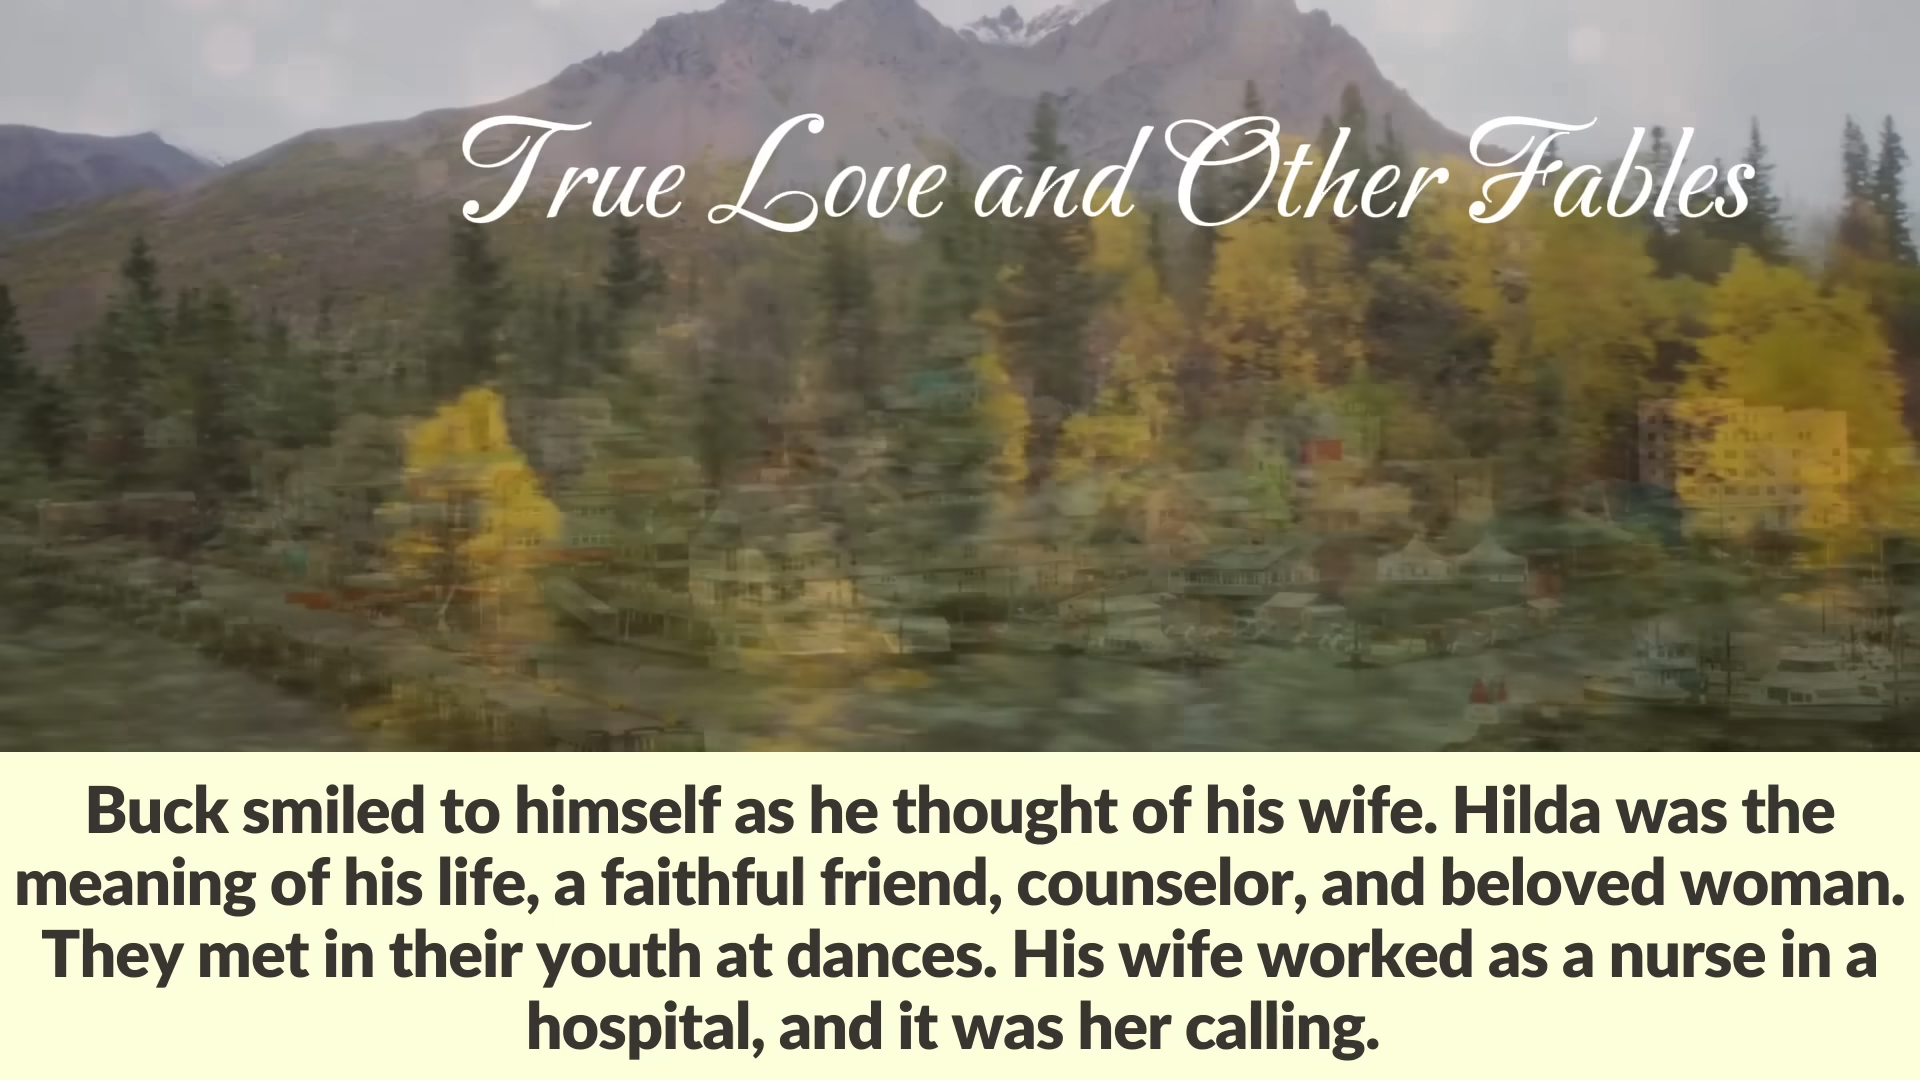 True Love and Other Fables
Buck smiled to himself as he thought of his wife. Hilda was the
meaning of his life, a faithful friend, counselor, and beloved woman.
They met in their youth at dances. His wife worked as a nurse in a
hospital, and it was her calling.